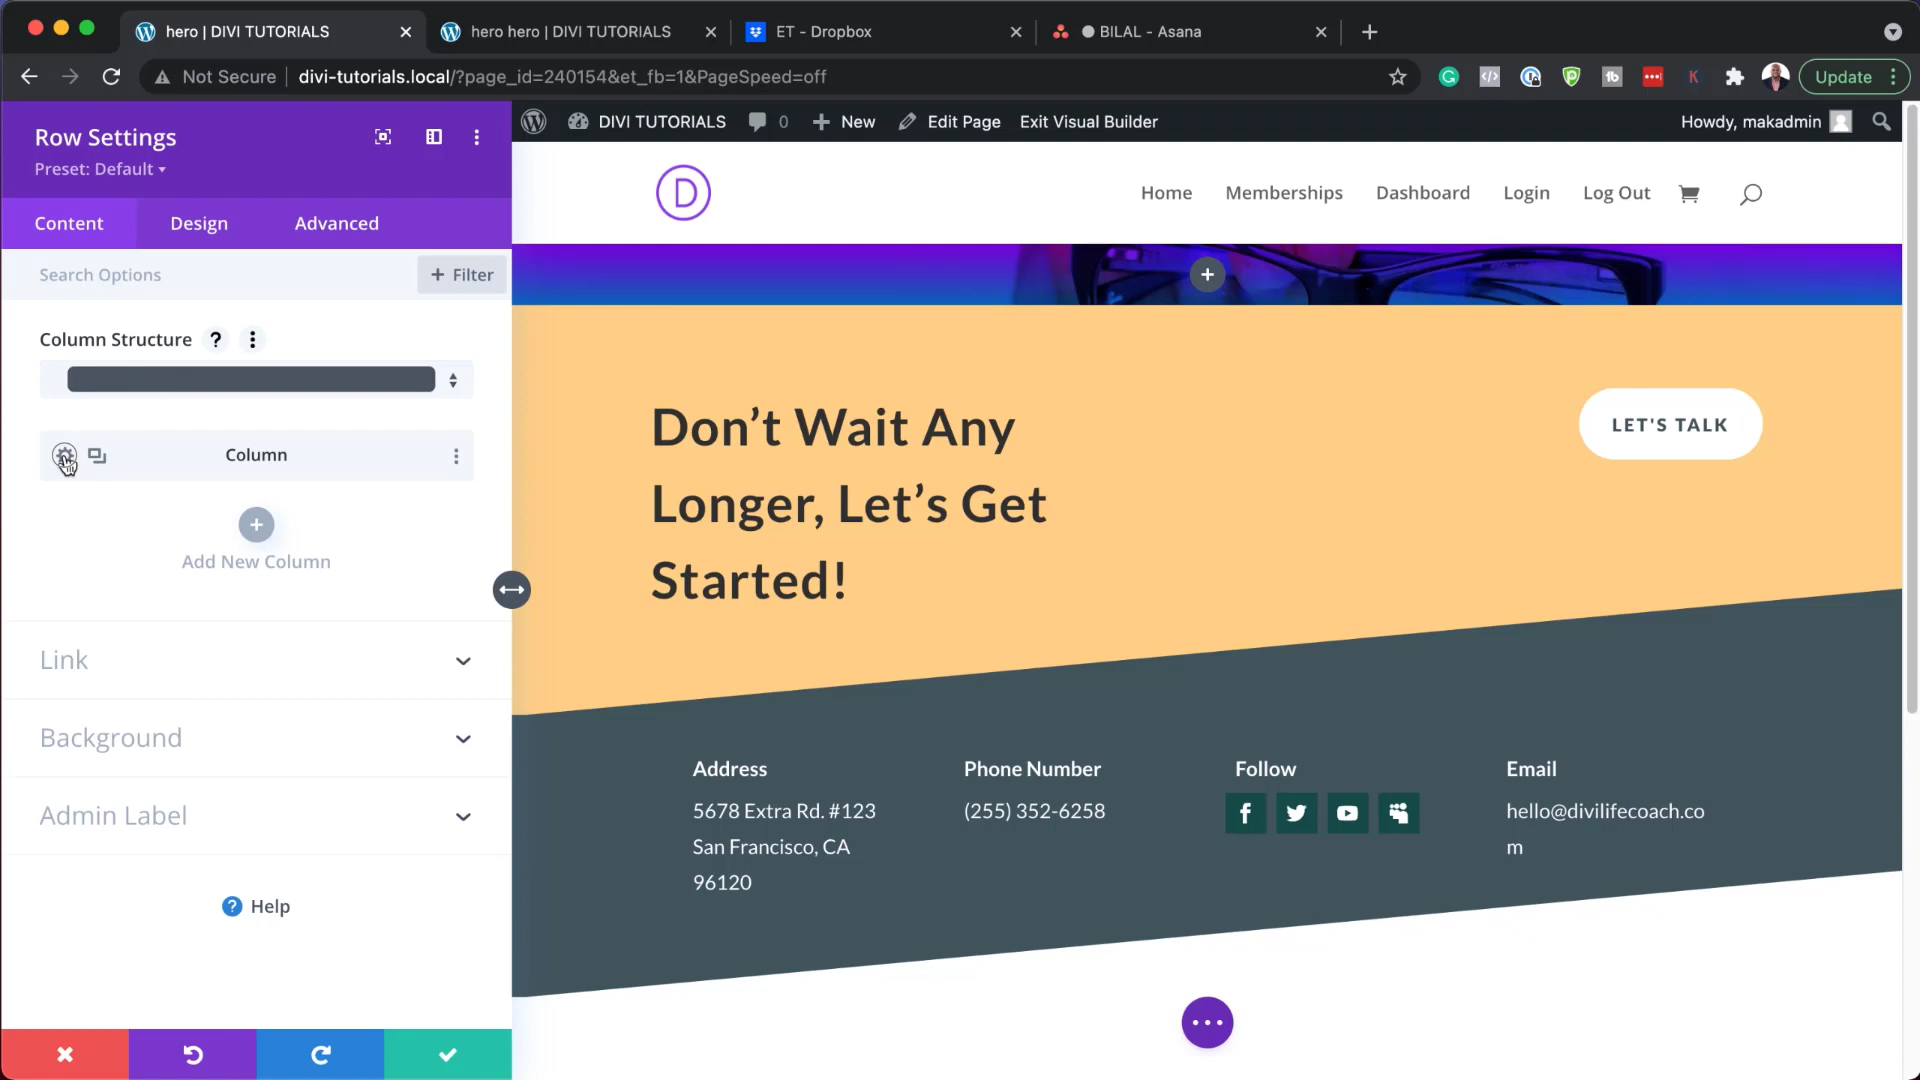 hero | DIVI TUTORIALS
hero hero | DIVI TUTORIALS
ET - Dropbox
BILAL - Asana
Not Secure
divi-tutorials.local/?page_id=240154&et_fb=1&PageSpeed=off
Update
Row Settings
Preset: Default
Content
Design
Advanced
Search Options
+ Filter
Column Structure
?
Column
Add New Column
Link
Background
Admin Label
? Help
DIVI TUTORIALS
0
New
Edit Page
Exit Visual Builder
Howdy, makadmin
D
Home
Memberships
Dashboard
Login
Log Out
Don’t Wait Any
Longer, Let’s Get
Started!
LET'S TALK
Address
5678 Extra Rd. #123
San Francisco, CA
96120
Phone Number
(255) 352-6258
Follow
Email
hello@divilifecoach.co
m